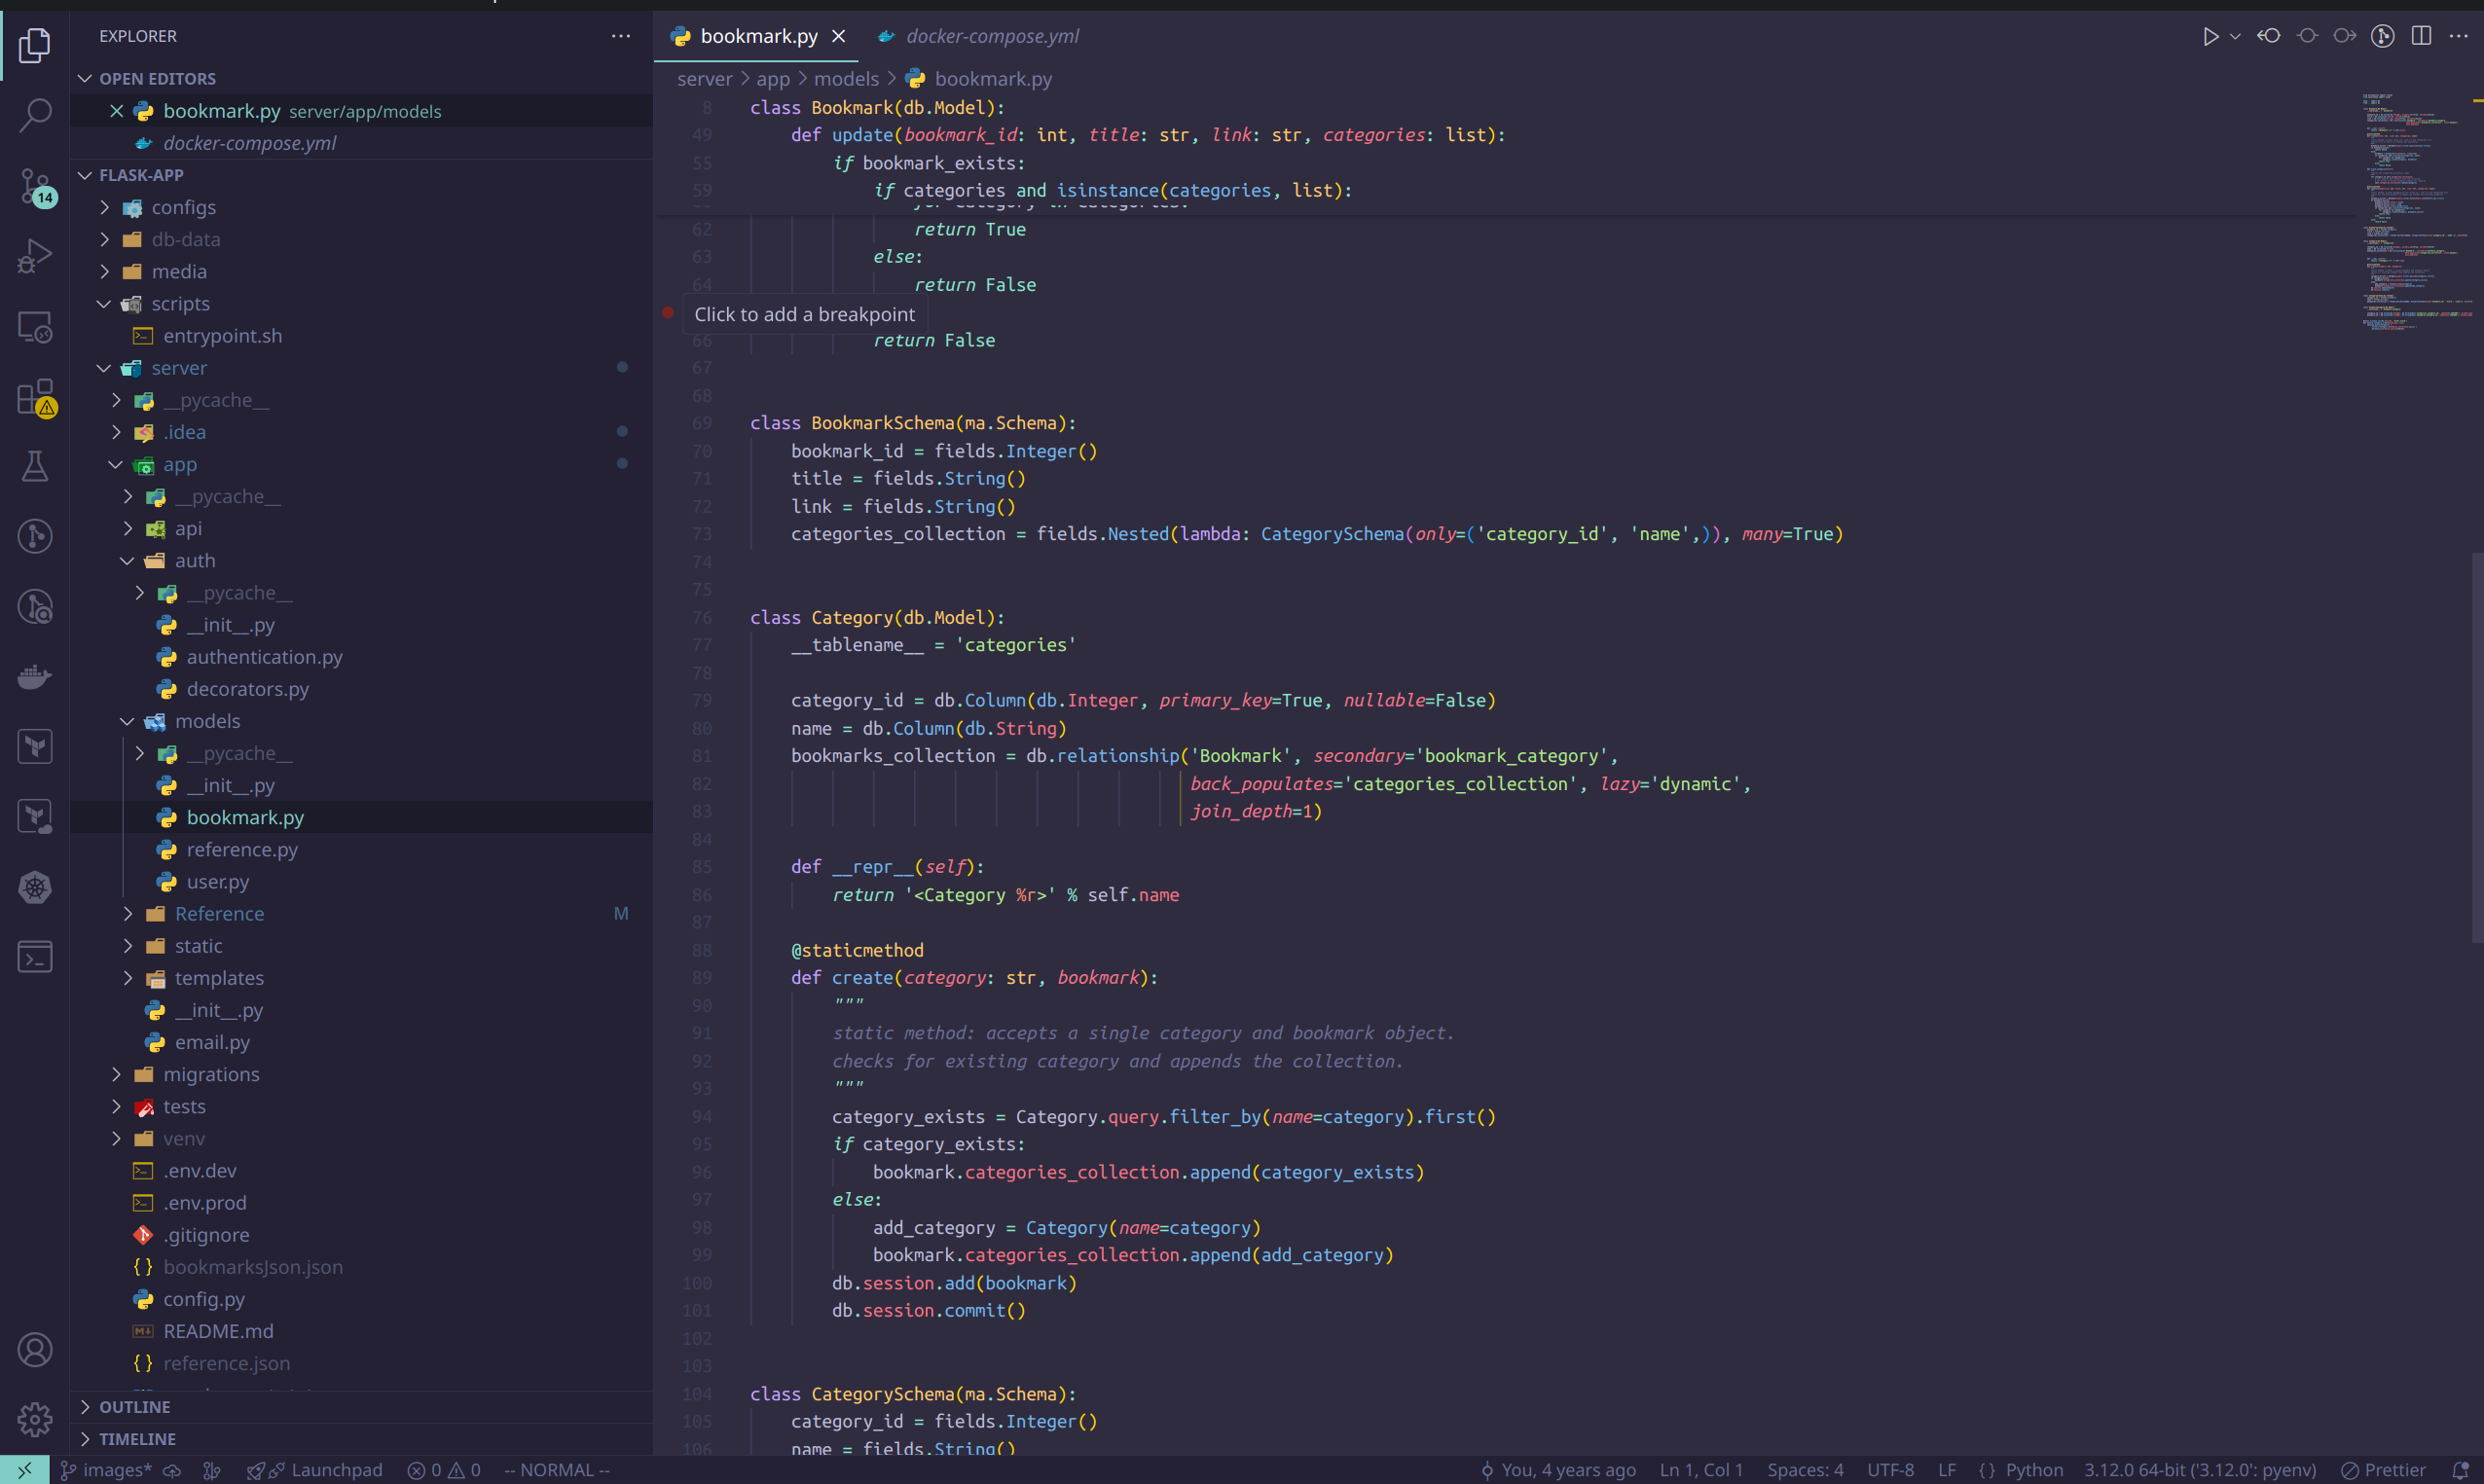 EXPLORER
OPEN EDITORS
bookmark.py server/app/models
docker-compose.yml
FLASK-APP
configs
db-data
media
scripts
entrypoint.sh
server
__pycache__
.idea
app
__pycache__
api
auth
__pycache__
__init__.py
authentication.py
decorators.py
models
__pycache__
__init__.py
bookmark.py
reference.py
user.py
Reference M
static
templates
__init__.py
email.py
migrations
tests
venv
.env.dev
.env.prod
.gitignore
bookmarksJson.json
config.py
README.md
reference.json
OUTLINE
TIMELINE
14
bookmark.py docker-compose.yml
server > app > models > bookmark.py
8 class Bookmark(db.Model):
49 def update(bookmark_id: int, title: str, link: str, categories: list):
55 if bookmark_exists:
59 if categories and isinstance(categories, list):
62 return True
63 else:
64 return False
Click to add a breakpoint
66 return False
67
68
69 class BookmarkSchema(ma.Schema):
70 bookmark_id = fields.Integer()
71 title = fields.String()
72 link = fields.String()
73 categories_collection = fields.Nested(lambda: CategorySchema(only=('category_id', 'name',)), many=True)
74
75
76 class Category(db.Model):
77 __tablename__ = 'categories'
78
79 category_id = db.Column(db.Integer, primary_key=True, nullable=False)
80 name = db.Column(db.String)
81 bookmarks_collection = db.relationship('Bookmark', secondary='bookmark_category',
82 back_populates='categories_collection', lazy='dynamic',
83 join_depth=1)
84
85 def __repr__(self):
86 return '<Category %r>' % self.name
87
88 @staticmethod
89 def create(category: str, bookmark):
90 """
91 static method: accepts a single category and bookmark object.
92 checks for existing category and appends the collection.
93 """
94 category_exists = Category.query.filter_by(name=category).first()
95 if category_exists:
96 bookmark.categories_collection.append(category_exists)
97 else:
98 add_category = Category(name=category)
99 bookmark.categories_collection.append(add_category)
100 db.session.add(bookmark)
101 db.session.commit()
102
103
104 class CategorySchema(ma.Schema):
105 category_id = fields.Integer()
106 name = fields.String()
images* Launchpad 0 0 -- NORMAL -- You, 4 years ago Ln 1, Col 1 Spaces: 4 UTF-8 LF {} Python 3.12.0 64-bit ('3.12.0': pyenv) Prettier